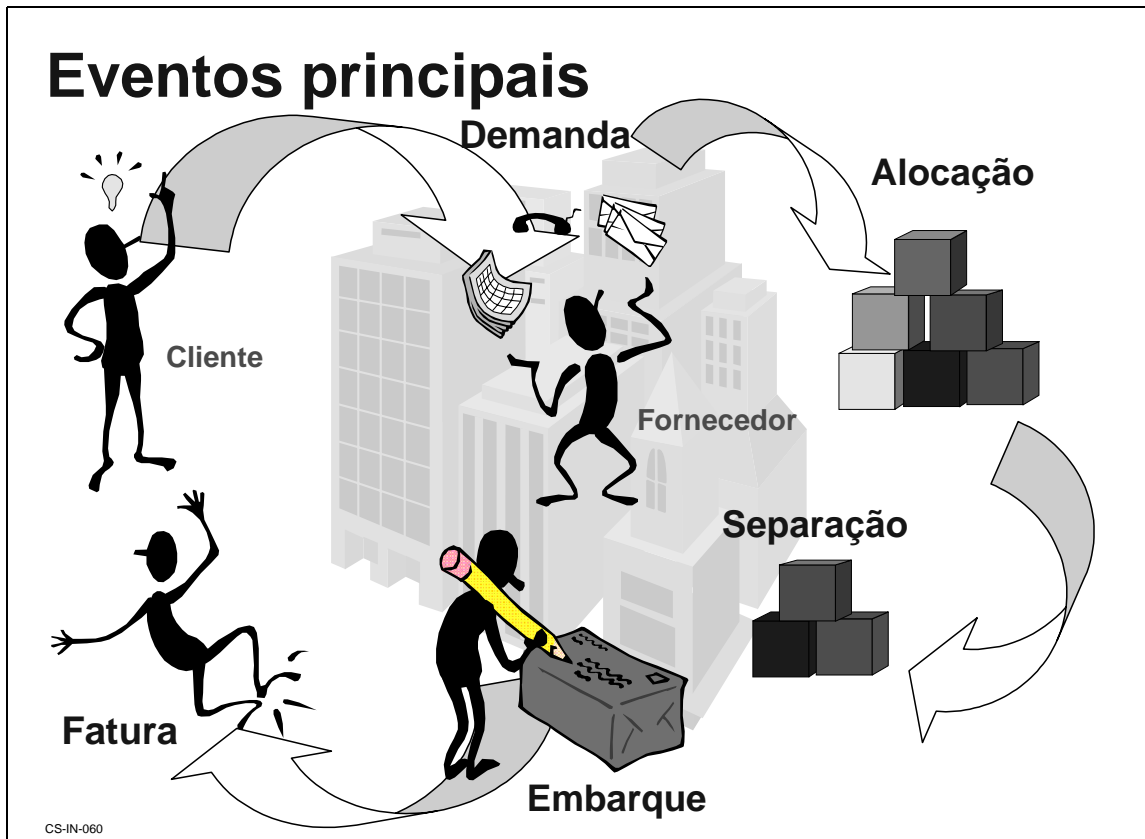 Eventos principais
Demanda
Alocação
Cliente
Fornecedor
Separação
Fatura
Embarque
CS-IN-060